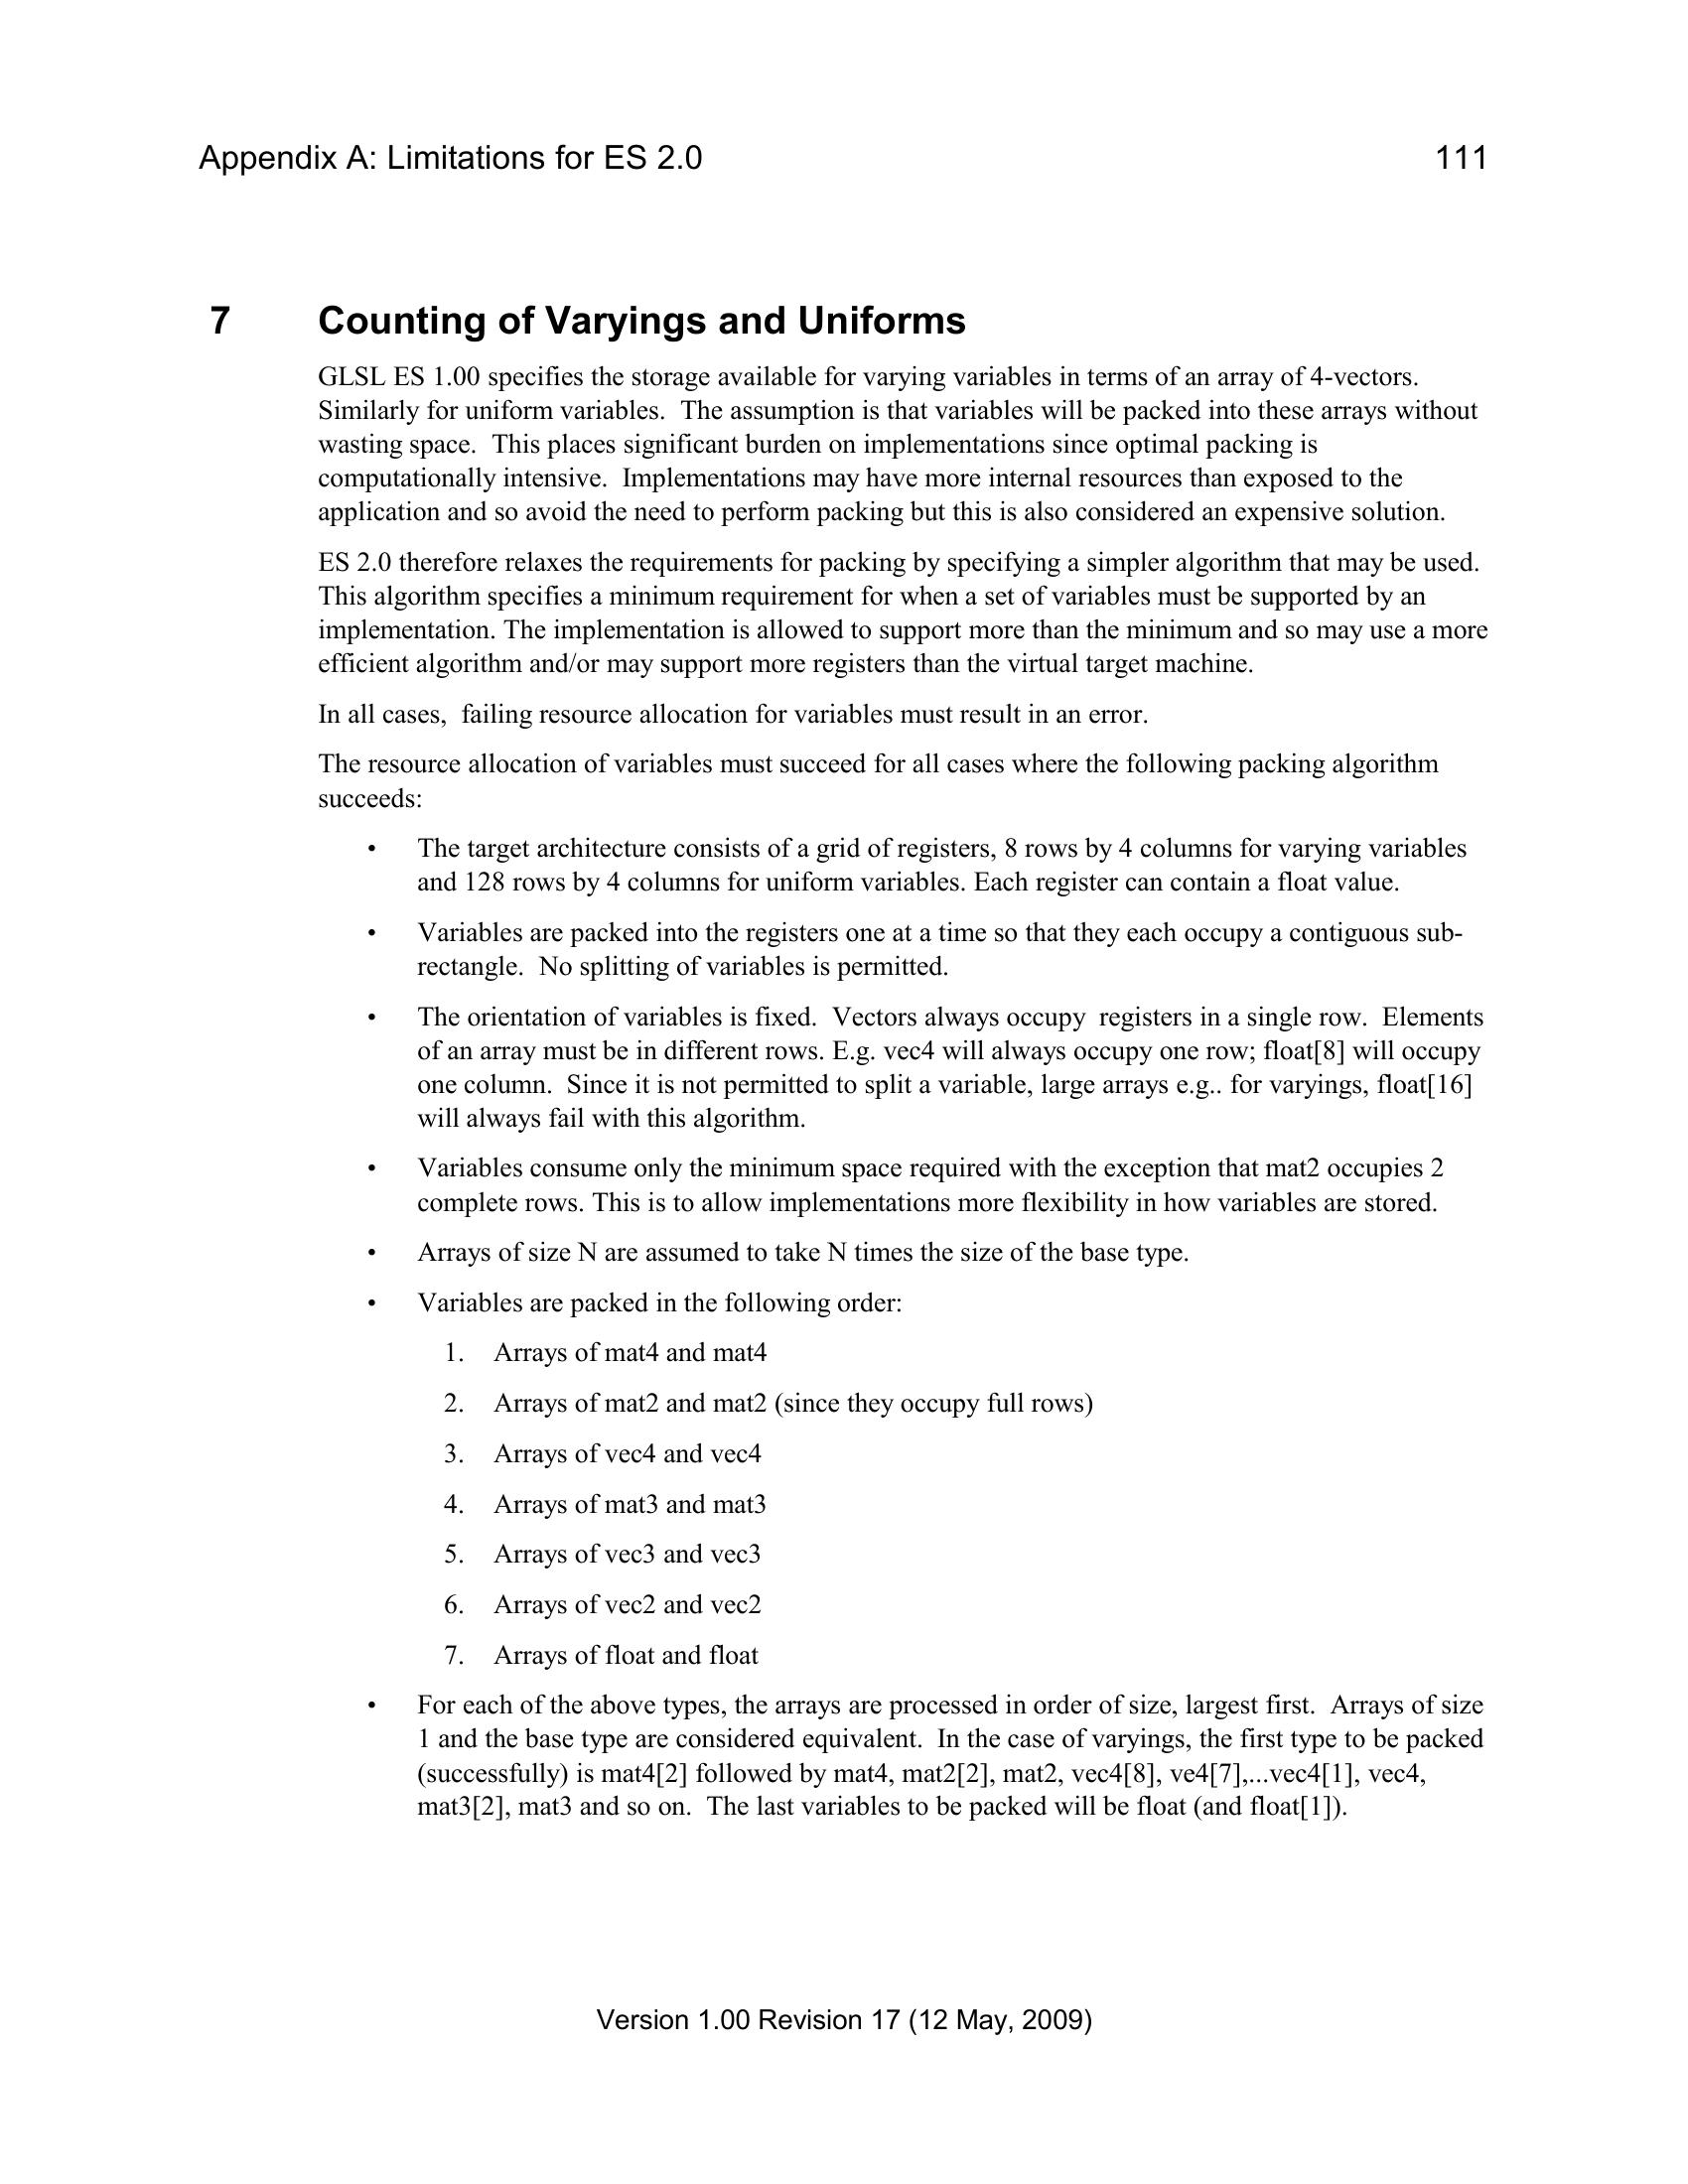 Appendix A: Limitations for ES 2.0 111
7 Counting of Varyings and Uniforms
GLSL ES 1.00 specifies the storage available for varying variables in terms of an array of 4-vectors.
Similarly for uniform variables.  The assumption is that variables will be packed into these arrays without
wasting space.  This places significant burden on implementations since optimal packing is
computationally intensive.  Implementations may have more internal resources than exposed to the
application and so avoid the need to perform packing but this is also considered an expensive solution.
ES 2.0 therefore relaxes the requirements for packing by specifying a simpler algorithm that may be used.
This algorithm specifies a minimum requirement for when a set of variables must be supported by an
implementation. The implementation is allowed to support more than the minimum and so may use a more
efficient algorithm and/or may support more registers than the virtual target machine.
In all cases,  failing resource allocation for variables must result in an error.
The resource allocation of variables must succeed for all cases where the following packing algorithm
succeeds:
• The target architecture consists of a grid of registers, 8 rows by 4 columns for varying variables
and 128 rows by 4 columns for uniform variables. Each register can contain a float value.
• Variables are packed into the registers one at a time so that they each occupy a contiguous sub-
rectangle.  No splitting of variables is permitted.
• The orientation of variables is fixed.  Vectors always occupy  registers in a single row.  Elements
of an array must be in different rows. E.g. vec4 will always occupy one row; float[8] will occupy
one column.  Since it is not permitted to split a variable, large arrays e.g.. for varyings, float[16]
will always fail with this algorithm.
• Variables consume only the minimum space required with the exception that mat2 occupies 2
complete rows. This is to allow implementations more flexibility in how variables are stored.
• Arrays of size N are assumed to take N times the size of the base type.
• Variables are packed in the following order:
1. Arrays of mat4 and mat4
2. Arrays of mat2 and mat2 (since they occupy full rows)
3. Arrays of vec4 and vec4
4. Arrays of mat3 and mat3
5. Arrays of vec3 and vec3
6. Arrays of vec2 and vec2
7. Arrays of float and float
• For each of the above types, the arrays are processed in order of size, largest first.  Arrays of size
1 and the base type are considered equivalent.  In the case of varyings, the first type to be packed
(successfully) is mat4[2] followed by mat4, mat2[2], mat2, vec4[8], ve4[7],...vec4[1], vec4,
mat3[2], mat3 and so on.  The last variables to be packed will be float (and float[1]).
Version 1.00 Revision 17 (12 May, 2009)